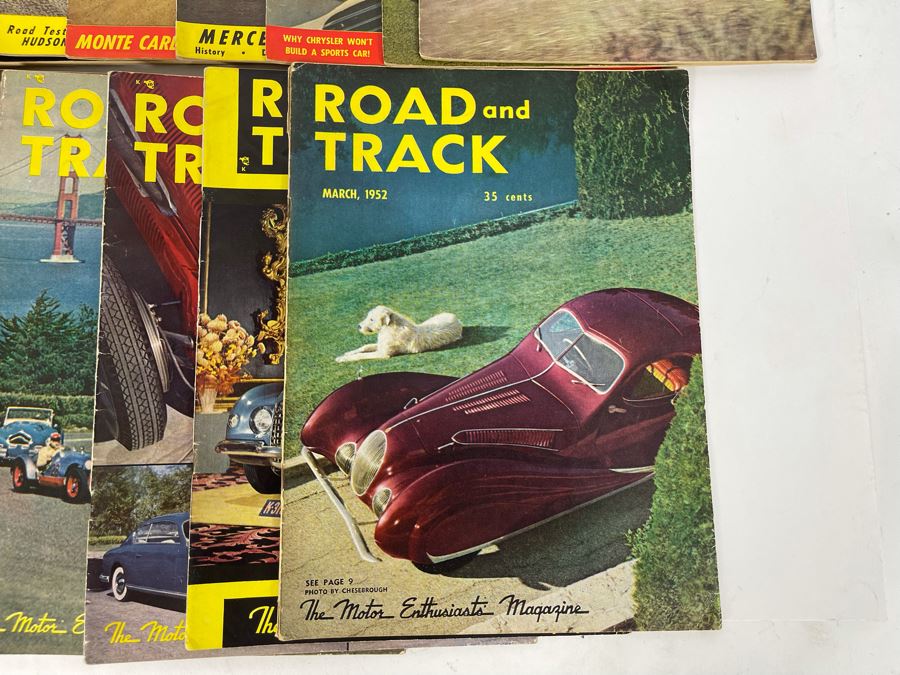 Road Test
HUDSON
MONTE CARL
MERCE
History • D
WHY CHRYSLER WON'T
BUILD A SPORTS CAR!
RO
TRA
Motor E
K
RO
TR
The Moto
R
T
K
The
ROAD and
TRACK
MARCH, 1952
35 cents
SEE PAGE 9
PHOTO BY CHESEBROUGH
The Motor Enthusiasts' Magazine